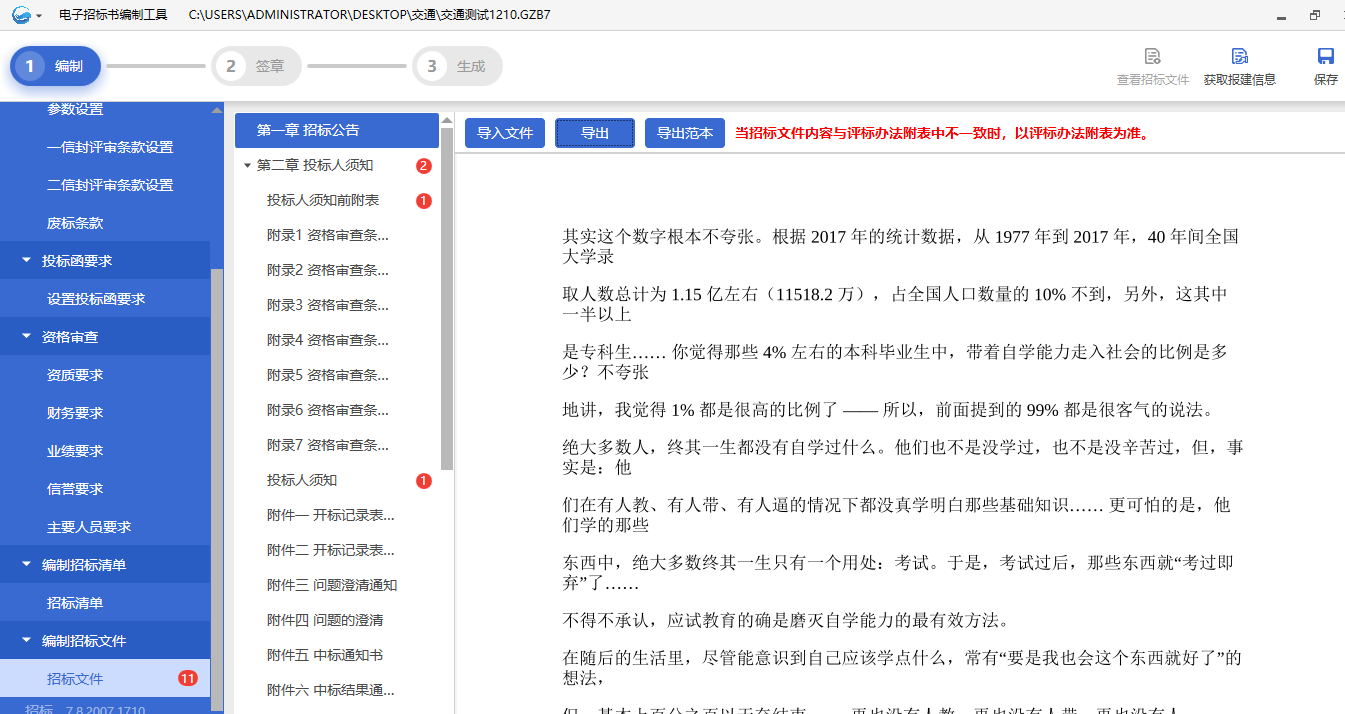 电子招标书编制工具 C:\USERS\ADMINISTRATOR\DESKTOP\交通\交通测试1210.GZB7
1 编制
2 签章
3 生成
查看招标文件 获取报建信息 保存
参数设置
一信封评审条款设置
二信封评审条款设置
废标条款
投标函要求
设置投标函要求
资格审查
资质要求
财务要求
业绩要求
信誉要求
主要人员要求
编制招标清单
招标清单
编制招标文件
招标文件 11
招标 7.8.2007.1710
第一章 招标公告
第二章 投标人须知 2
投标人须知前附表 1
附录1 资格审查条...
附录2 资格审查条...
附录3 资格审查条...
附录4 资格审查条...
附录5 资格审查条...
附录6 资格审查条...
附录7 资格审查条...
投标人须知 1
附件一 开标记录表...
附件二 开标记录表...
附件三 问题澄清通知
附件四 问题的澄清
附件五 中标通知书
附件六 中标结果通...
导入文件 导出 导出范本 当招标文件内容与评标办法附表中不一致时，以评标办法附表为准。
其实这个数字根本不夸张。根据 2017 年的统计数据，从 1977 年到 2017 年，40 年间全国
大学录
取人数总计为 1.15 亿左右（11518.2 万），占全国人口数量的 10% 不到，另外，这其中
一半以上
是专科生…… 你觉得那些 4% 左右的本科毕业生中，带着自学能力走入社会的比例是多
少？不夸张
地讲，我觉得 1% 都是很高的比例了 —— 所以，前面提到的 99% 都是很客气的说法。
绝大多数人，终其一生都没有自学过什么。他们也不是没学过，也不是没辛苦过，但，事
实是：他
们在有人教、有人带、有人逼的情况下都没真学明白那些基础知识…… 更可怕的是，他
们学的那些
东西中，绝大多数终其一生只有一个用处：考试。于是，考试过后，那些东西就“考过即
弃”了……
不得不承认，应试教育的确是磨灭自学能力的最有效方法。
在随后的生活里，尽管能意识到自己应该学点什么，常有“要是我也会这个东西就好了”的
想法，
但，基本上百分之百以无奈结束